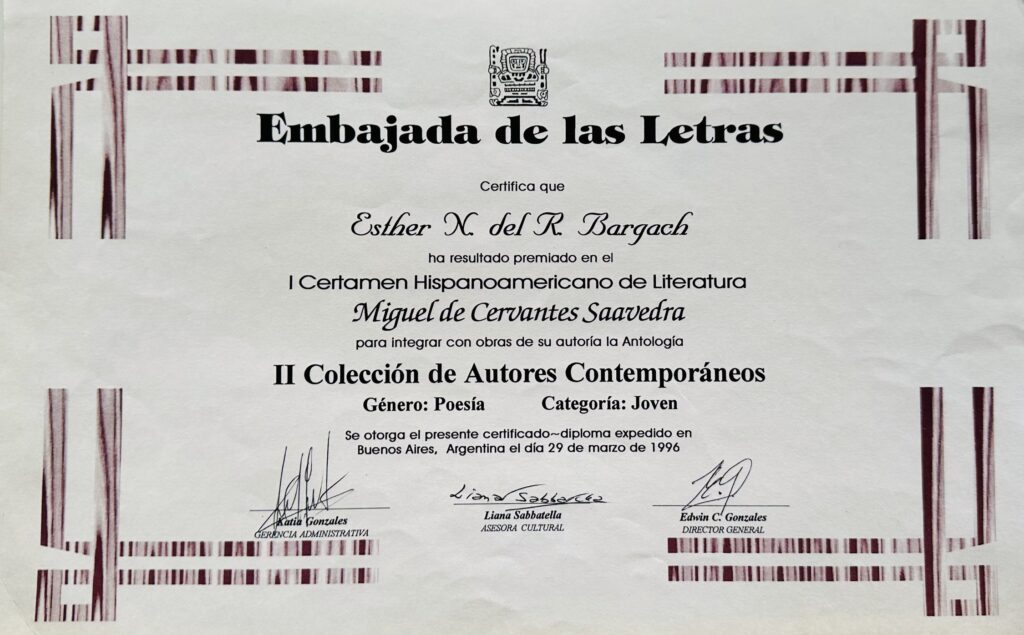 Embajada de las Letras
Certifica que
Esther N. del R. Bargach
ha resultado premiado en el
I Certamen Hispanoamericano de Literatura
Miguel de Cervantes Saavedra
para integrar con obras de su autoría la Antología
II Colección de Autores Contemporáneos
Género: Poesía Categoría: Joven
Se otorga el presente certificado~diploma expedido en
Buenos Aires, Argentina el día 29 de marzo de 1996
Liana Sabbatella
Katia Gonzales
GERENCIA ADMINISTRATIVA
Liana Sabbatella
ASESORA CULTURAL
Edwin C. Gonzales
DIRECTOR GENERAL